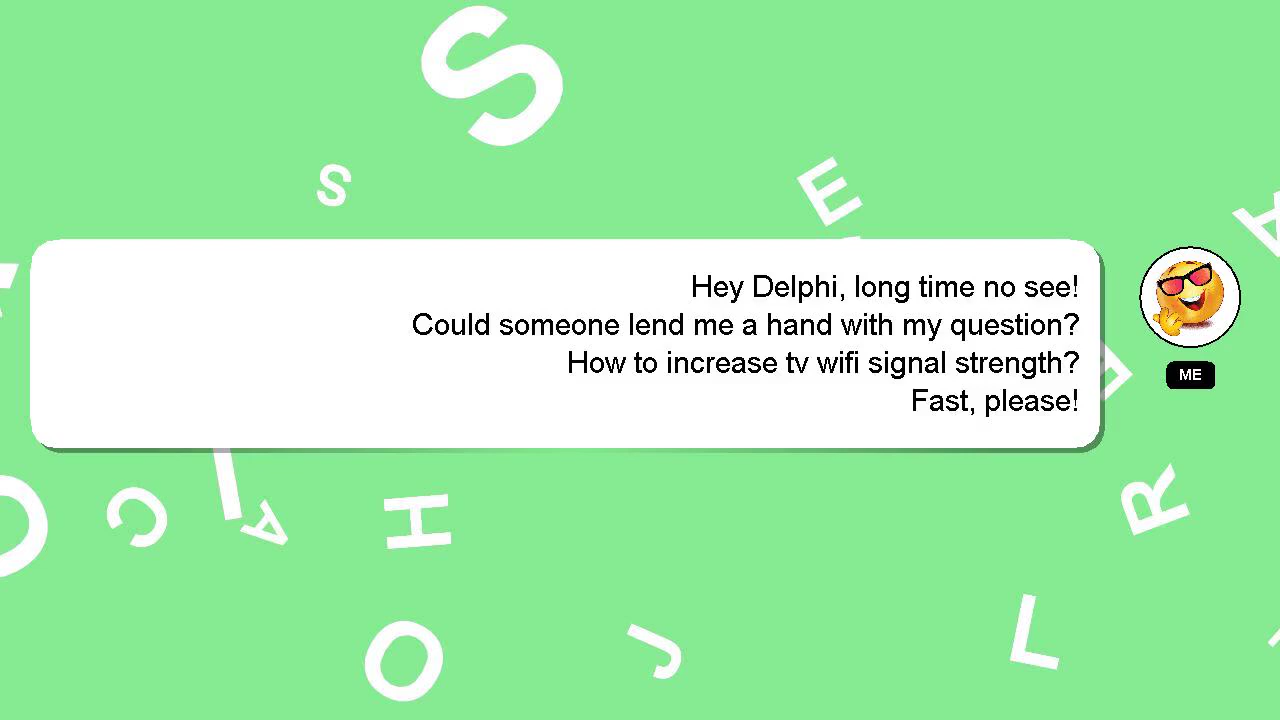 Hey Delphi, long time no see!
Could someone lend me a hand with my question?
How to increase tv wifi signal strength?
Fast, please!
ME